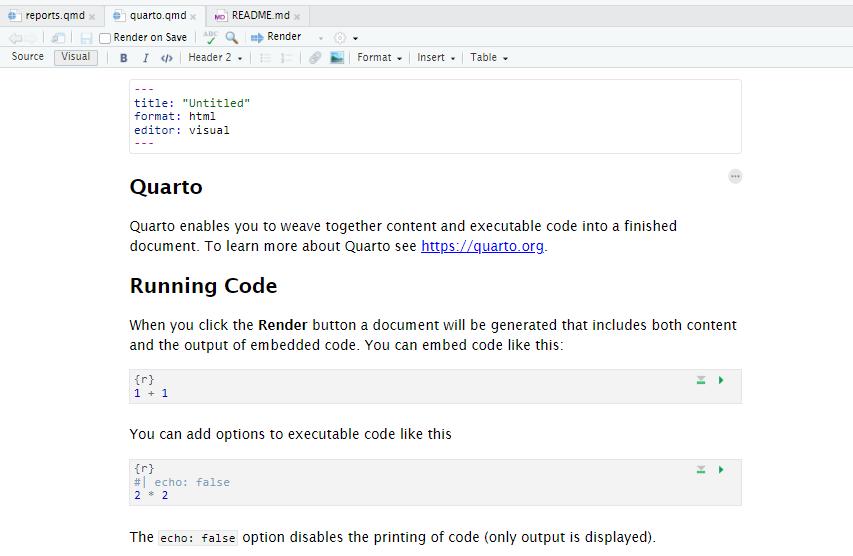 reports.qmd quarto.qmd README.md
Render on Save ABC Render
Source Visual B I </> Header 2 Format Insert Table
---
title: "Untitled"
format: html
editor: visual
---
Quarto
Quarto enables you to weave together content and executable code into a finished
document. To learn more about Quarto see https://quarto.org.
Running Code
When you click the Render button a document will be generated that includes both content
and the output of embedded code. You can embed code like this:
{r}
1 + 1
You can add options to executable code like this
{r}
#| echo: false
2 * 2
The echo: false option disables the printing of code (only output is displayed).